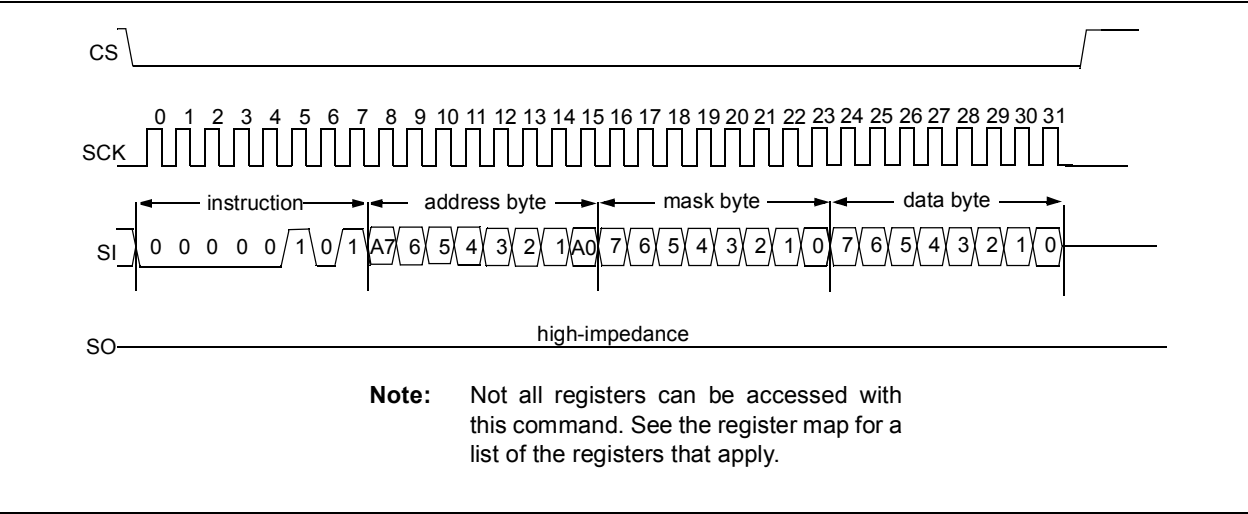 CS
0 1 2 3 4 5 6 7 8 9 10 11 12 13 14 15 16 17 18 19 20 21 22 23 24 25 26 27 28 29 30 31
SCK
instruction address byte mask byte data byte
SI 0 0 0 0 0 1 0 1 A7 6 5 4 3 2 1 A0 7 6 5 4 3 2 1 0 7 6 5 4 3 2 1 0
high-impedance
SO
Note: Not all registers can be accessed with
this command. See the register map for a
list of the registers that apply.